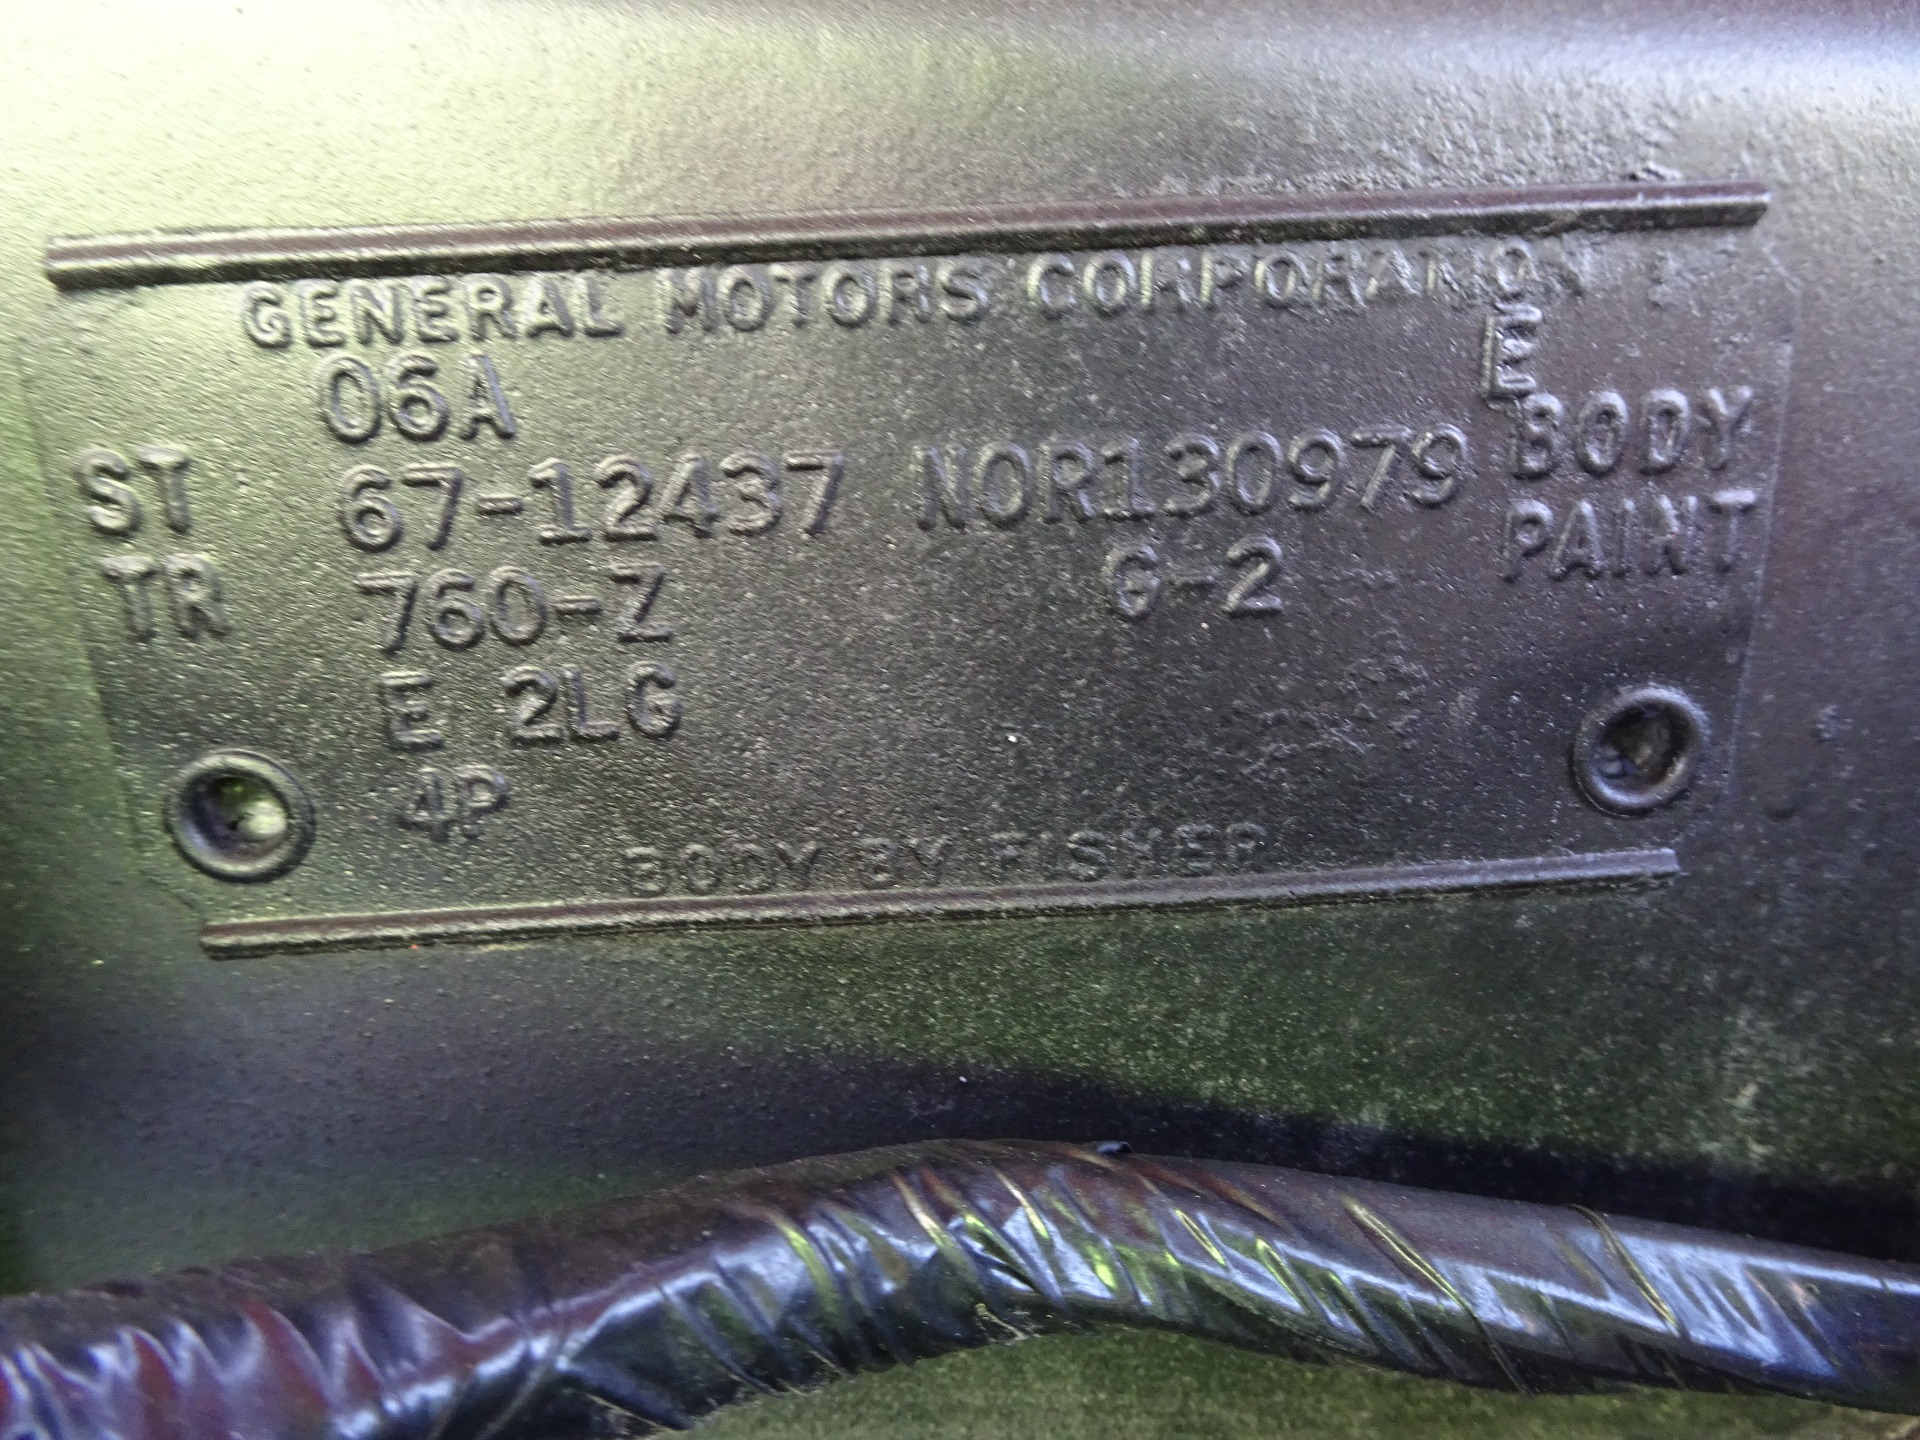 GENERAL MOTORS CORPORATION
O
E
06A
ST 67-12437 NOR130979 BODY
TR 760-Z G-2 PAINT
E 2LG
4P
BODY BY FISHER